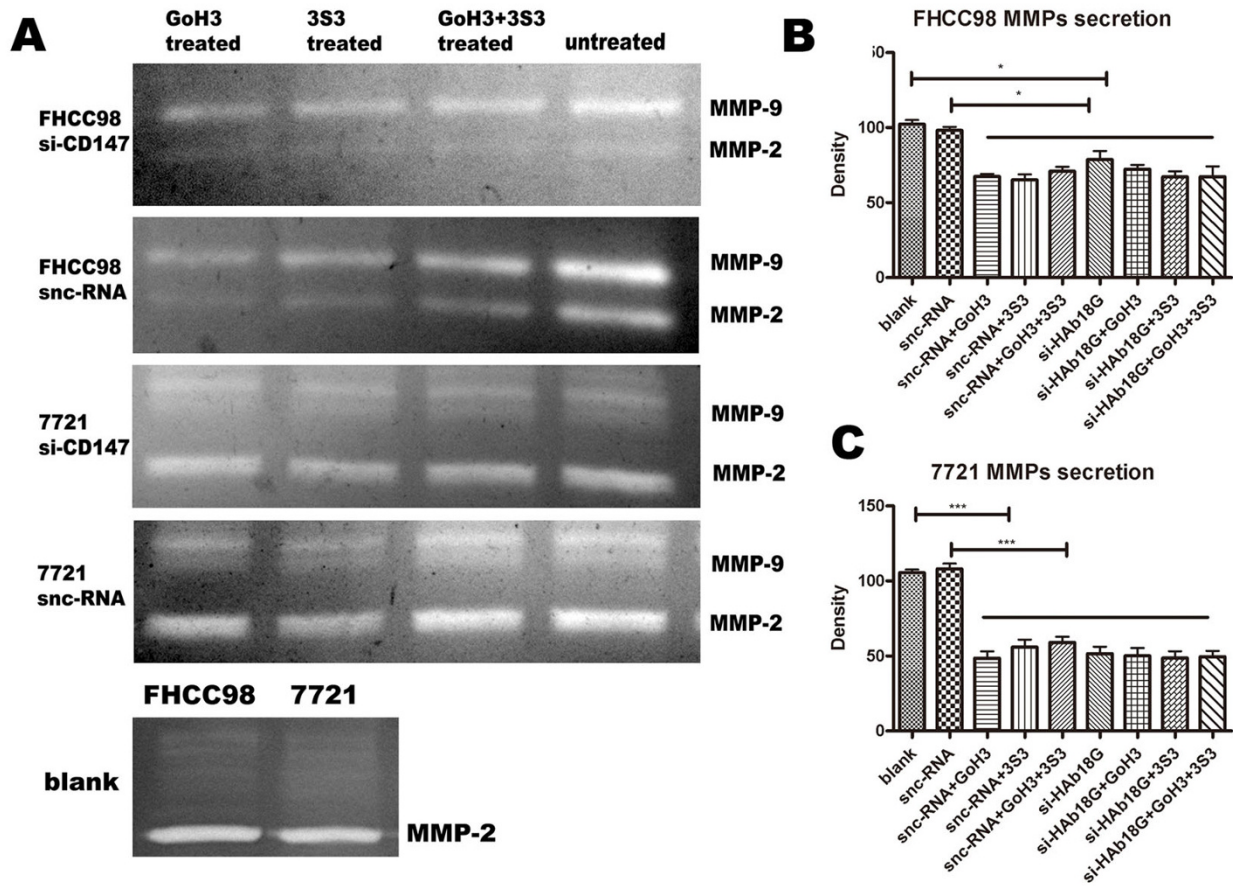 A
GoH3
treated
3S3
treated
GoH3+3S3
treated
untreated
FHCC98
si-CD147
MMP-9
MMP-2
FHCC98
snc-RNA
MMP-9
MMP-2
7721
si-CD147
MMP-9
MMP-2
7721
snc-RNA
MMP-9
MMP-2
FHCC98 7721
blank
MMP-2
B
FHCC98 MMPs secretion
Density
100
50
0
*
*
blank
snc-RNA
snc-RNA+GoH3
snc-RNA+3S3
snc-RNA+GoH3+3S3
si-HAb18G
si-HAb18G+GoH3
si-HAb18G+3S3
si-HAb18G+GoH3+3S3
C
7721 MMPs secretion
Density
150
100
50
0
***
***
blank
snc-RNA
snc-RNA+GoH3
snc-RNA+3S3
snc-RNA+GoH3+3S3
si-HAb18G
si-HAb18G+GoH3
si-HAb18G+3S3
si-HAb18G+GoH3+3S3